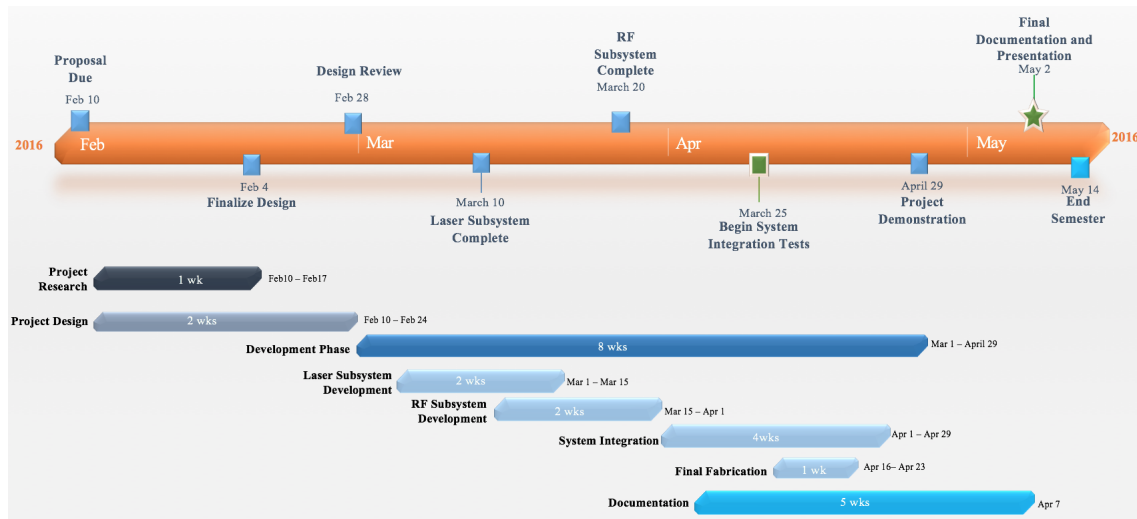 Proposal
Due
Feb 10
Design Review
Feb 28
RF
Subsystem
Complete
March 20
Final
Documentation and
Presentation
May 2
2016
Feb
Mar
Apr
May
2016
Feb 4
Finalize Design
March 10
Laser Subsystem
Complete
March 25
Begin System
Integration Tests
April 29
Project
Demonstration
May 14
End
Semester
Project
Research
1 wk
Feb10 – Feb17
Project Design
2 wks
Feb 10 – Feb 24
Development Phase
8 wks
Mar 1 – April 29
Laser Subsystem
Development
2 wks
Mar 1 – Mar 15
RF Subsystem
Development
2 wks
Mar 15 – Apr 1
System Integration
4wks
Apr 1 – Apr 29
Final Fabrication
1 wk
Apr 16– Apr 23
Documentation
5 wks
Apr 7